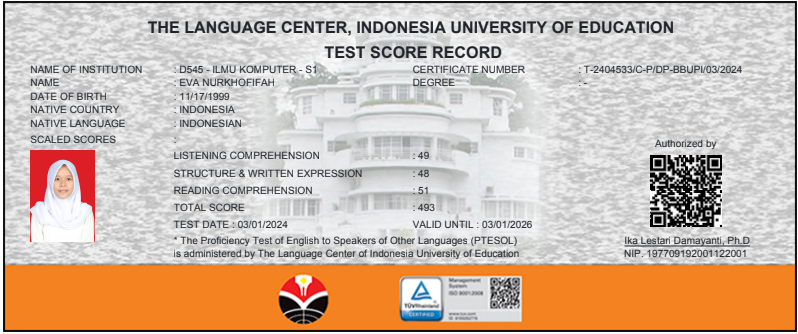 THE LANGUAGE CENTER, INDONESIA UNIVERSITY OF EDUCATION
TEST SCORE RECORD
NAME OF INSTITUTION : D545 - ILMU KOMPUTER - S1 CERTIFICATE NUMBER : T-2404533/C-P/DP-BBUPI/03/2024
NAME : EVA NURKHOFIFAH DEGREE : -
DATE OF BIRTH : 11/17/1999
NATIVE COUNTRY : INDONESIA
NATIVE LANGUAGE : INDONESIAN
SCALED SCORES :
LISTENING COMPREHENSION : 49
STRUCTURE & WRITTEN EXPRESSION : 48
READING COMPREHENSION : 51
TOTAL SCORE : 493
TEST DATE : 03/01/2024 VALID UNTIL : 03/01/2026
* The Proficiency Test of English to Speakers of Other Languages (PTESOL)
is administered by The Language Center of Indonesia University of Education
Authorized by
Ika Lestari Damayanti, Ph.D
NIP. 197709192001122001
TÜVRheinland
CERTIFIED
Management
System
ISO 9001:2008
www.tuv.com